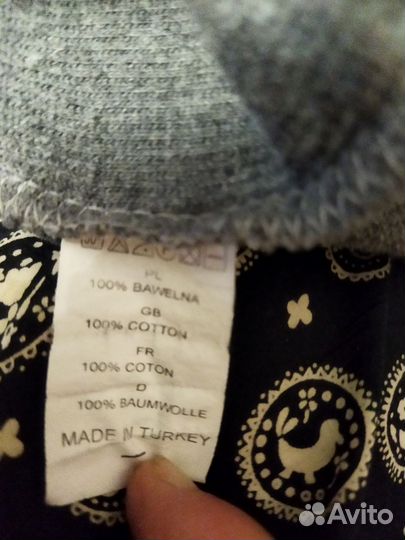 PL
100% BAWELNA
GB
100% COTTON
FR
100% COTON
D
100% BAUMWOLLE
MADE IN TURKEY
Avito